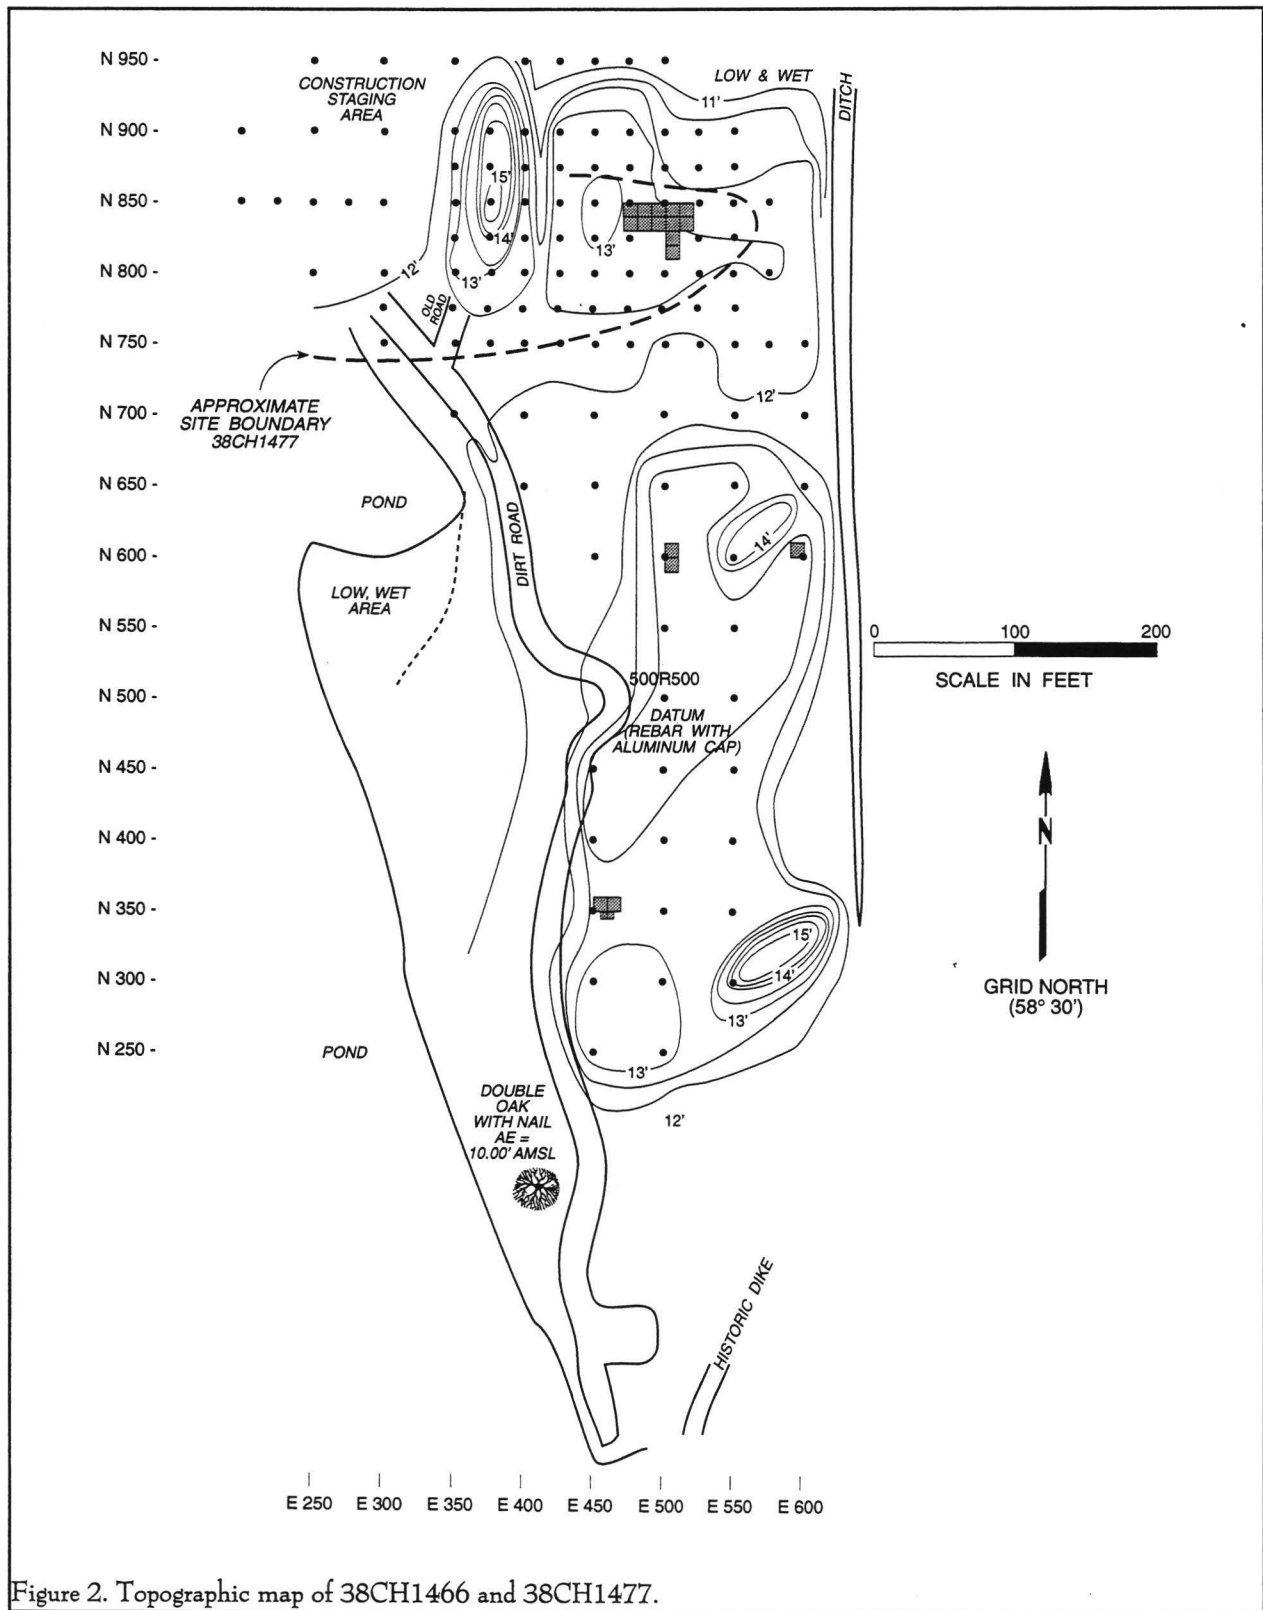 N 950 -
N 900 -
N 850 -
N 800 -
N 750 -
N 700 -
N 650 -
N 600 -
N 550 -
N 500 -
N 450 -
N 400 -
N 350 -
N 300 -
N 250 -
CONSTRUCTION
STAGING
AREA
LOW & WET
11'
DITCH
15'
14'
13'
13'
12'
OLD
ROAD
APPROXIMATE
SITE BOUNDARY
38CH1477
12'
POND
DIRT ROAD
14'
LOW, WET
AREA
500R500
DATUM
(REBAR WITH
ALUMINUM CAP)
0 100 200
SCALE IN FEET
N
GRID NORTH
(58° 30')
15'
14'
13'
13'
12'
POND
DOUBLE
OAK
WITH NAIL
AE =
10.00' AMSL
HISTORIC DIKE
E 250 E 300 E 350 E 400 E 450 E 500 E 550 E 600
Figure 2. Topographic map of 38CH1466 and 38CH1477.